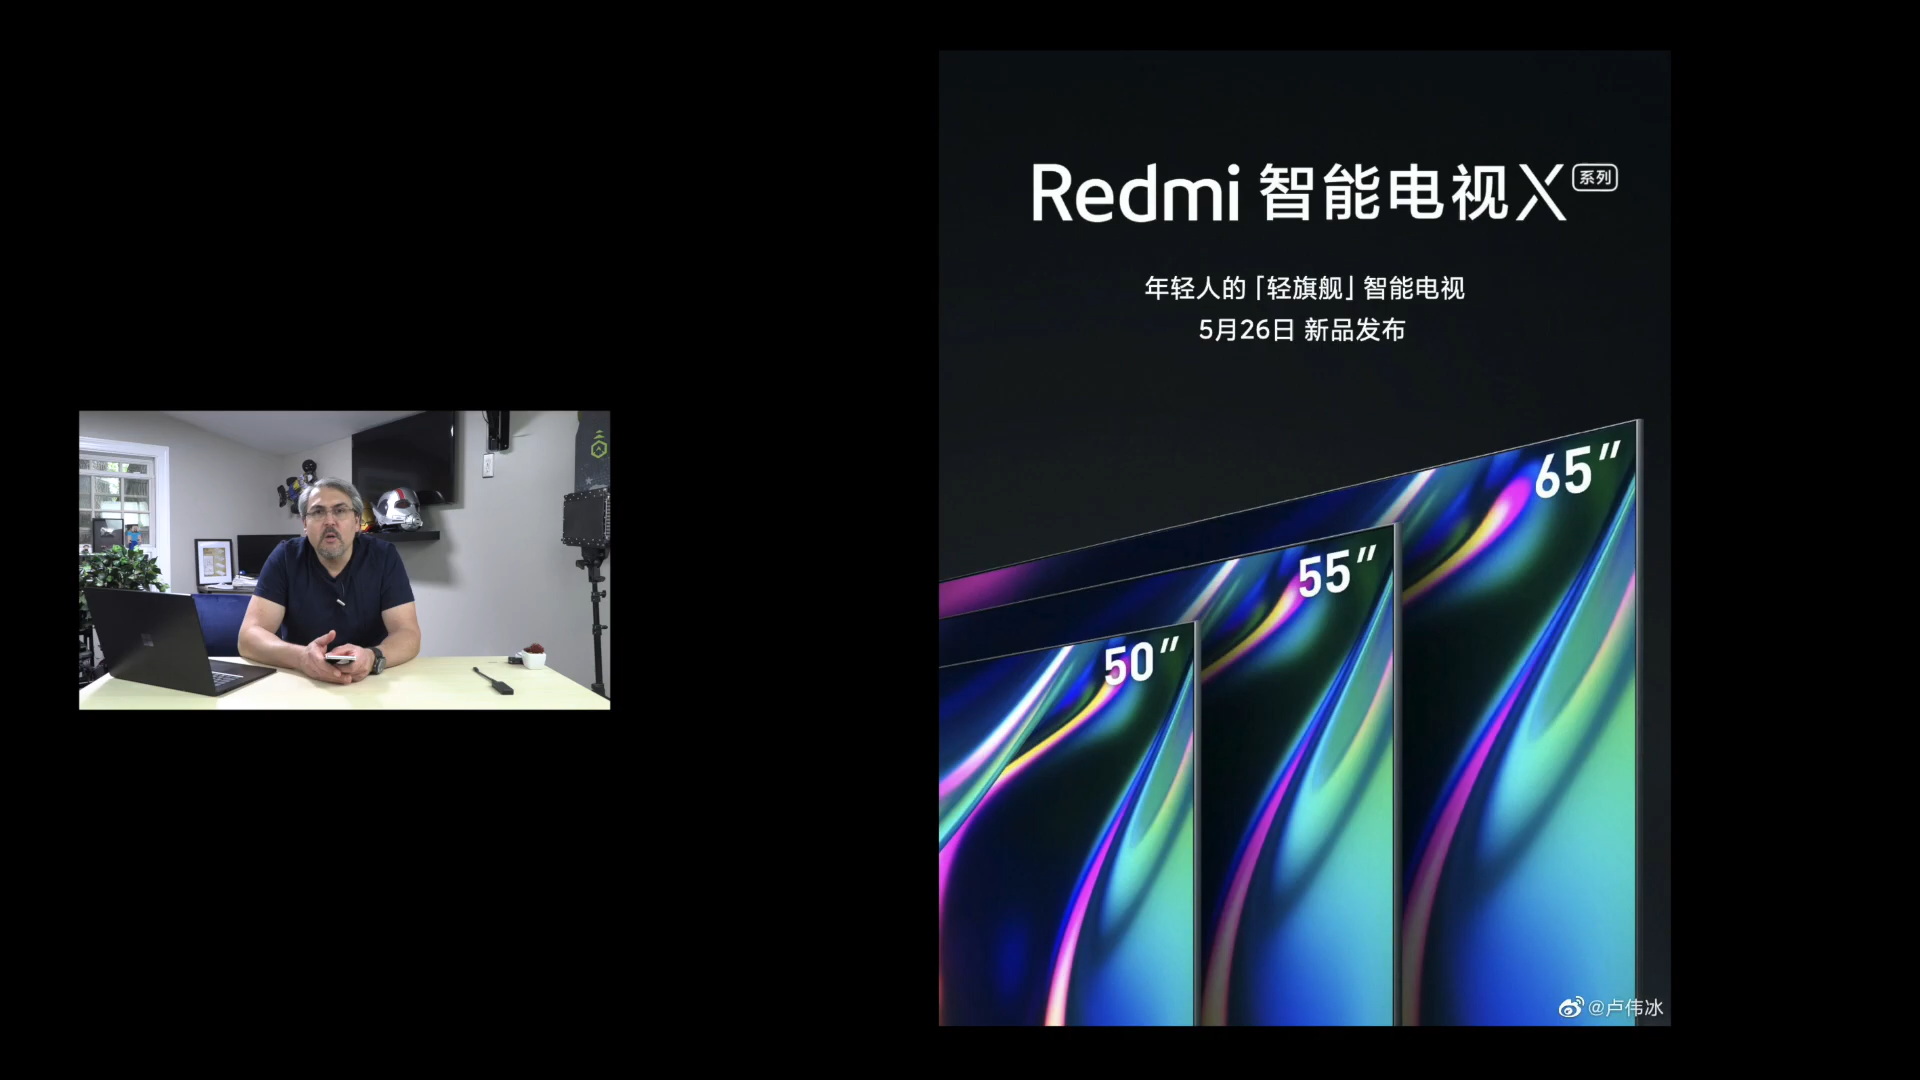 Redmi 智能电视X 系列
年轻人的「轻旗舰」智能电视
5月26日 新品发布
65″
55″
50″
@卢伟冰